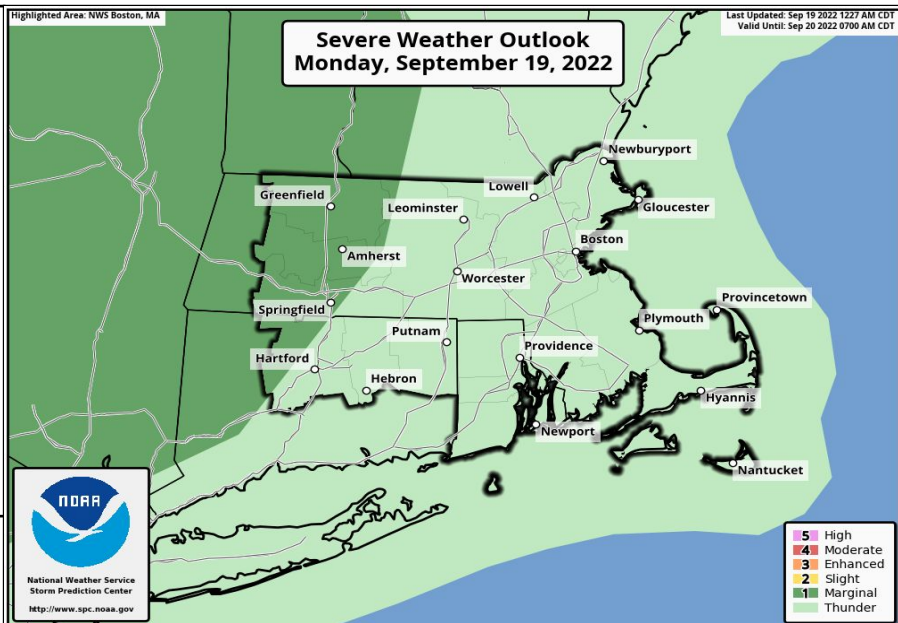 Highlighted Area: NWS Boston, MA
Last Updated: Sep 19 2022 1227 AM CDT
Valid Until: Sep 20 2022 0700 AM CDT
Severe Weather Outlook
Monday, September 19, 2022
Newburyport
Lowell
Greenfield
Gloucester
Leominster
Boston
Amherst
Worcester
Provincetown
Springfield
Plymouth
Putnam
Providence
Hartford
Hebron
Hyannis
Newport
Nantucket
NOAA
National Weather Service
Storm Prediction Center
http://www.spc.noaa.gov
5 High
4 Moderate
3 Enhanced
2 Slight
1 Marginal
Thunder